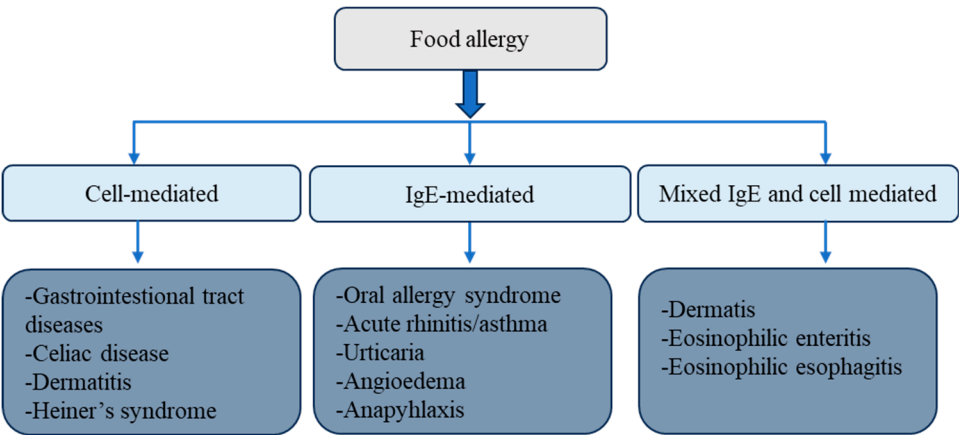 Food allergy
Cell-mediated
IgE-mediated
Mixed IgE and cell mediated
-Gastrointestional tract
diseases
-Celiac disease
-Dermatitis
-Heiner’s syndrome
-Oral allergy syndrome
-Acute rhinitis/asthma
-Urticaria
-Angioedema
-Anapyhlaxis
-Dermatis
-Eosinophilic enteritis
-Eosinophilic esophagitis